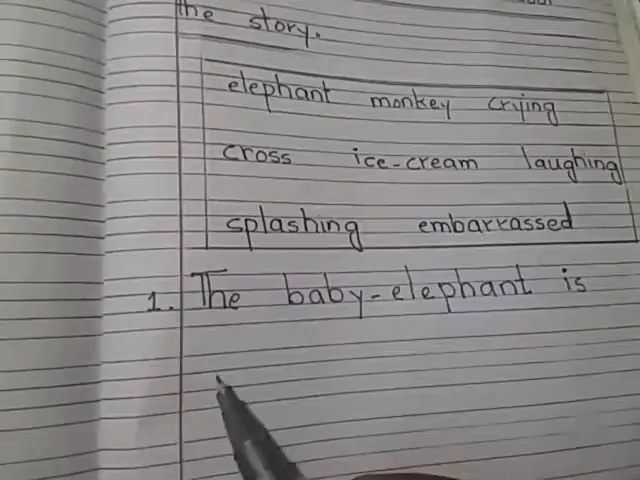 the story.
elephant monkey crying
cross ice-cream laughing
splashing embarrassed
1. The baby-elephant is